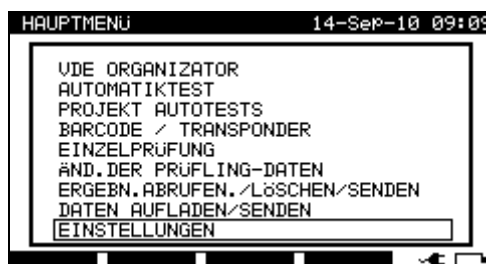 HAUPTMENü 14-Sep-10 09:09
VDE ORGANIZATOR
AUTOMATIKTEST
PROJEKT AUTOTESTS
BARCODE / TRANSPONDER
EINZELPRüFUNG
äND.DER PRüFLING-DATEN
ERGEBN.ABRUFEN./LöSCHEN/SENDEN
DATEN AUFLADEN/SENDEN
EINSTELLUNGEN